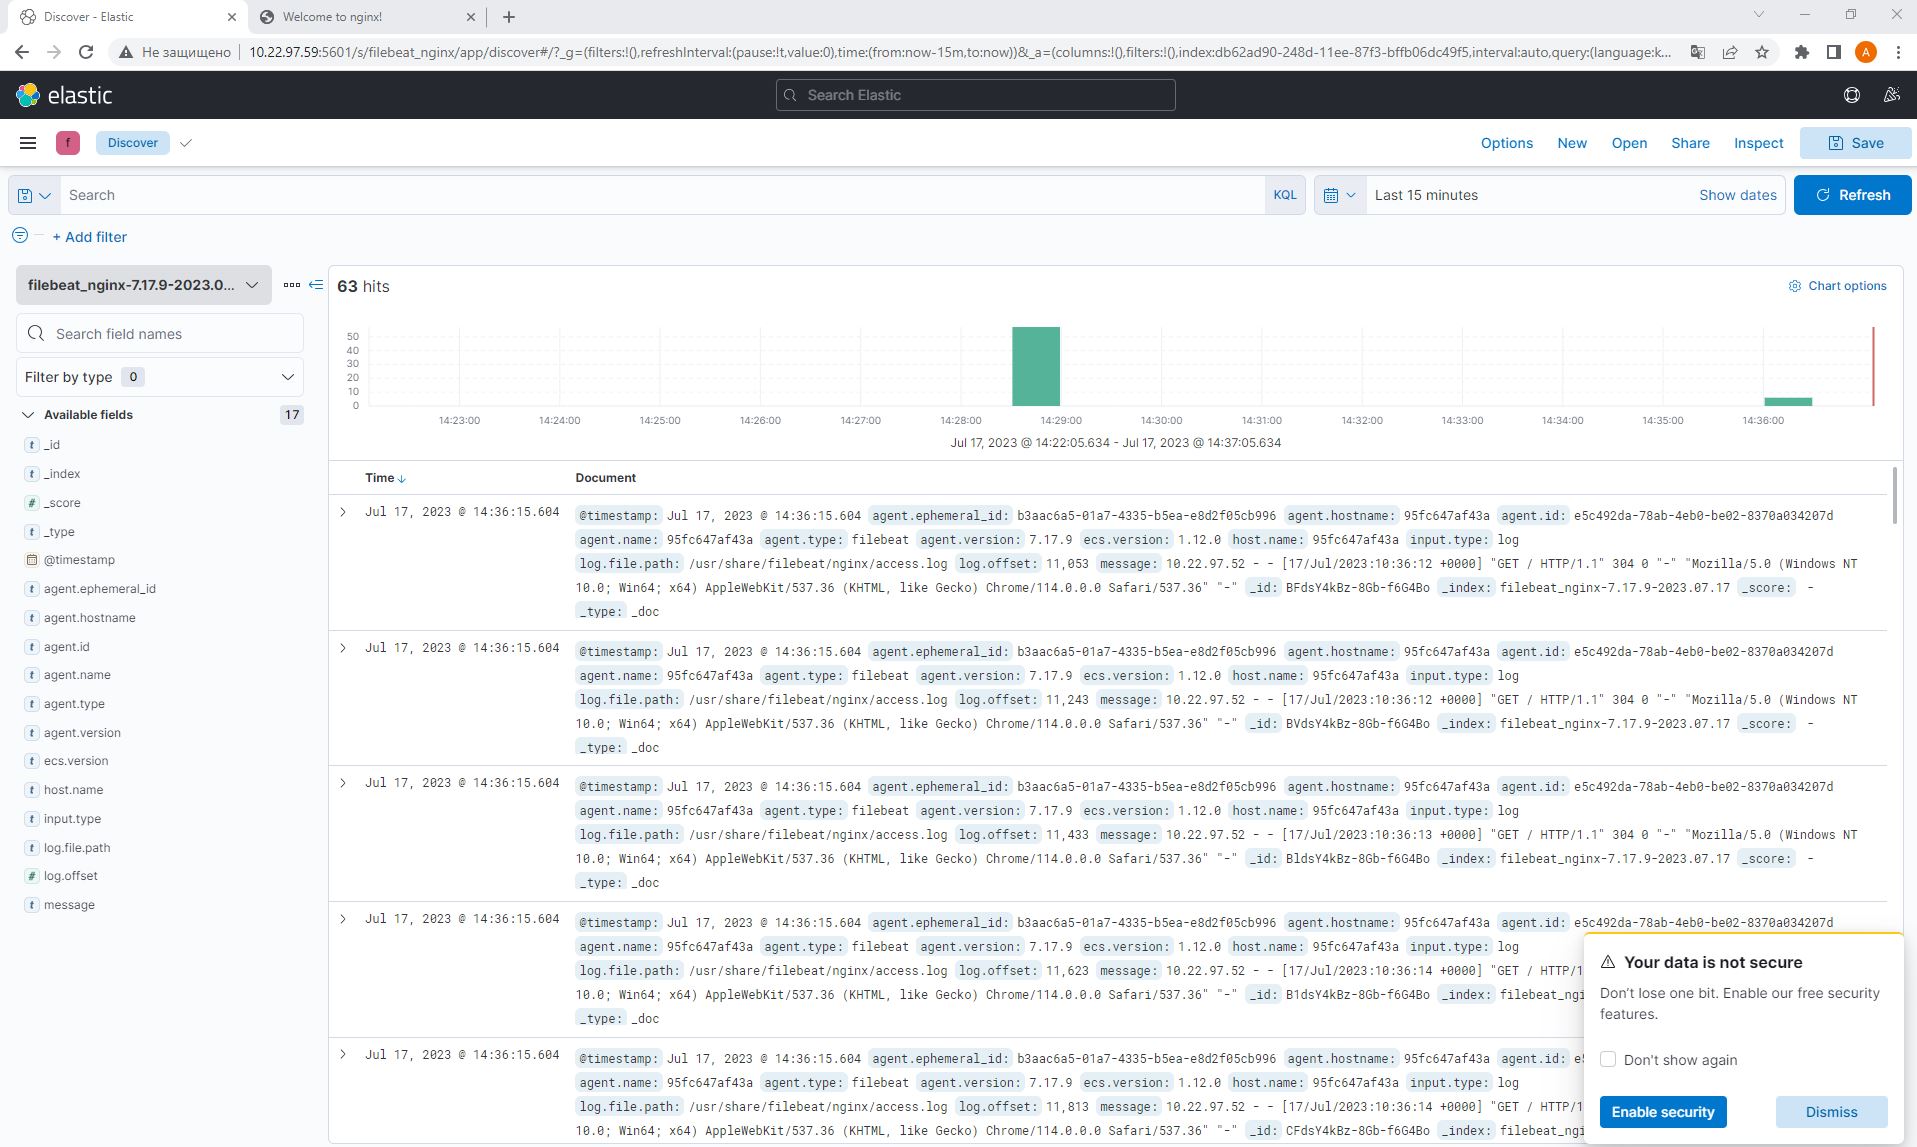 Discover - Elastic
Welcome to nginx!
Не защищено 10.22.97.59:5601/s/filebeat_nginx/app/discover#/?_g=(filters:!(),refreshInterval:(pause:!t,value:0),time:(from:now-15m,to:now))&_a=(columns:!(),filters:!(),index:db62ad90-248d-11ee-87f3-bffb06dc49f5,interval:auto,query:(language:k...
A
elastic
Search Elastic
f
Discover
Options New Open Share Inspect Save
Search KQL
Last 15 minutes Show dates Refresh
+ Add filter
filebeat_nginx-7.17.9-2023.0...
Search field names
Filter by type 0
Available fields 17
t _id
t _index
# _score
t _type
@timestamp
t agent.ephemeral_id
t agent.hostname
t agent.id
t agent.name
t agent.type
t agent.version
t ecs.version
t host.name
t input.type
t log.file.path
# log.offset
t message
63 hits
Chart options
50
40
30
20
10
0
14:23:00 14:24:00 14:25:00 14:26:00 14:27:00 14:28:00 14:29:00 14:30:00 14:31:00 14:32:00 14:33:00 14:34:00 14:35:00 14:36:00
Jul 17, 2023 @ 14:22:05.634 - Jul 17, 2023 @ 14:37:05.634
Time Document
Jul 17, 2023 @ 14:36:15.604 @timestamp: Jul 17, 2023 @ 14:36:15.604 agent.ephemeral_id: b3aac6a5-01a7-4335-b5ea-e8d2f05cb996 agent.hostname: 95fc647af43a agent.id: e5c492da-78ab-4eb0-be02-8370a034207d
agent.name: 95fc647af43a agent.type: filebeat agent.version: 7.17.9 ecs.version: 1.12.0 host.name: 95fc647af43a input.type: log
log.file.path: /usr/share/filebeat/nginx/access.log log.offset: 11,053 message: 10.22.97.52 - - [17/Jul/2023:10:36:12 +0000] "GET / HTTP/1.1" 304 0 "-" "Mozilla/5.0 (Windows NT
10.0; Win64; x64) AppleWebKit/537.36 (KHTML, like Gecko) Chrome/114.0.0.0 Safari/537.36" "-" _id: BFdsY4kBz-8Gb-f6G4Bo _index: filebeat_nginx-7.17.9-2023.07.17 _score: -
_type: _doc
Jul 17, 2023 @ 14:36:15.604 @timestamp: Jul 17, 2023 @ 14:36:15.604 agent.ephemeral_id: b3aac6a5-01a7-4335-b5ea-e8d2f05cb996 agent.hostname: 95fc647af43a agent.id: e5c492da-78ab-4eb0-be02-8370a034207d
agent.name: 95fc647af43a agent.type: filebeat agent.version: 7.17.9 ecs.version: 1.12.0 host.name: 95fc647af43a input.type: log
log.file.path: /usr/share/filebeat/nginx/access.log log.offset: 11,243 message: 10.22.97.52 - - [17/Jul/2023:10:36:12 +0000] "GET / HTTP/1.1" 304 0 "-" "Mozilla/5.0 (Windows NT
10.0; Win64; x64) AppleWebKit/537.36 (KHTML, like Gecko) Chrome/114.0.0.0 Safari/537.36" "-" _id: BVdsY4kBz-8Gb-f6G4Bo _index: filebeat_nginx-7.17.9-2023.07.17 _score: -
_type: _doc
Jul 17, 2023 @ 14:36:15.604 @timestamp: Jul 17, 2023 @ 14:36:15.604 agent.ephemeral_id: b3aac6a5-01a7-4335-b5ea-e8d2f05cb996 agent.hostname: 95fc647af43a agent.id: e5c492da-78ab-4eb0-be02-8370a034207d
agent.name: 95fc647af43a agent.type: filebeat agent.version: 7.17.9 ecs.version: 1.12.0 host.name: 95fc647af43a input.type: log
log.file.path: /usr/share/filebeat/nginx/access.log log.offset: 11,433 message: 10.22.97.52 - - [17/Jul/2023:10:36:13 +0000] "GET / HTTP/1.1" 304 0 "-" "Mozilla/5.0 (Windows NT
10.0; Win64; x64) AppleWebKit/537.36 (KHTML, like Gecko) Chrome/114.0.0.0 Safari/537.36" "-" _id: BldsY4kBz-8Gb-f6G4Bo _index: filebeat_nginx-7.17.9-2023.07.17 _score: -
_type: _doc
Jul 17, 2023 @ 14:36:15.604 @timestamp: Jul 17, 2023 @ 14:36:15.604 agent.ephemeral_id: b3aac6a5-01a7-4335-b5ea-e8d2f05cb996 agent.hostname: 95fc647af43a agent.id: e5c492da-78ab-4eb0-be02-8370a034207d
agent.name: 95fc647af43a agent.type: filebeat agent.version: 7.17.9 ecs.version: 1.12.0 host.name: 95fc647af43a input.type: log
log.file.path: /usr/share/filebeat/nginx/access.log log.offset: 11,623 message: 10.22.97.52 - - [17/Jul/2023:10:36:14 +0000] "GET / HTTP/1
10.0; Win64; x64) AppleWebKit/537.36 (KHTML, like Gecko) Chrome/114.0.0.0 Safari/537.36" "-" _id: B1dsY4kBz-8Gb-f6G4Bo _index: filebeat_ngi
_type: _doc
Jul 17, 2023 @ 14:36:15.604 @timestamp: Jul 17, 2023 @ 14:36:15.604 agent.ephemeral_id: b3aac6a5-01a7-4335-b5ea-e8d2f05cb996 agent.hostname: 95fc647af43a agent.id: e5
agent.name: 95fc647af43a agent.type: filebeat agent.version: 7.17.9 ecs.version: 1.12.0 host.name: 95fc647af43a input.type: log
log.file.path: /usr/share/filebeat/nginx/access.log log.offset: 11,813 message: 10.22.97.52 - - [17/Jul/2023:10:36:14 +0000] "GET / HTTP/1
10.0; Win64; x64) AppleWebKit/537.36 (KHTML, like Gecko) Chrome/114.0.0.0 Safari/537.36" "-" _id: CFdsY4kBz-8Gb-f6G4Bo _index: filebeat_ngi
Your data is not secure
Don't lose one bit. Enable our free security
features.
Don't show again
Enable security Dismiss